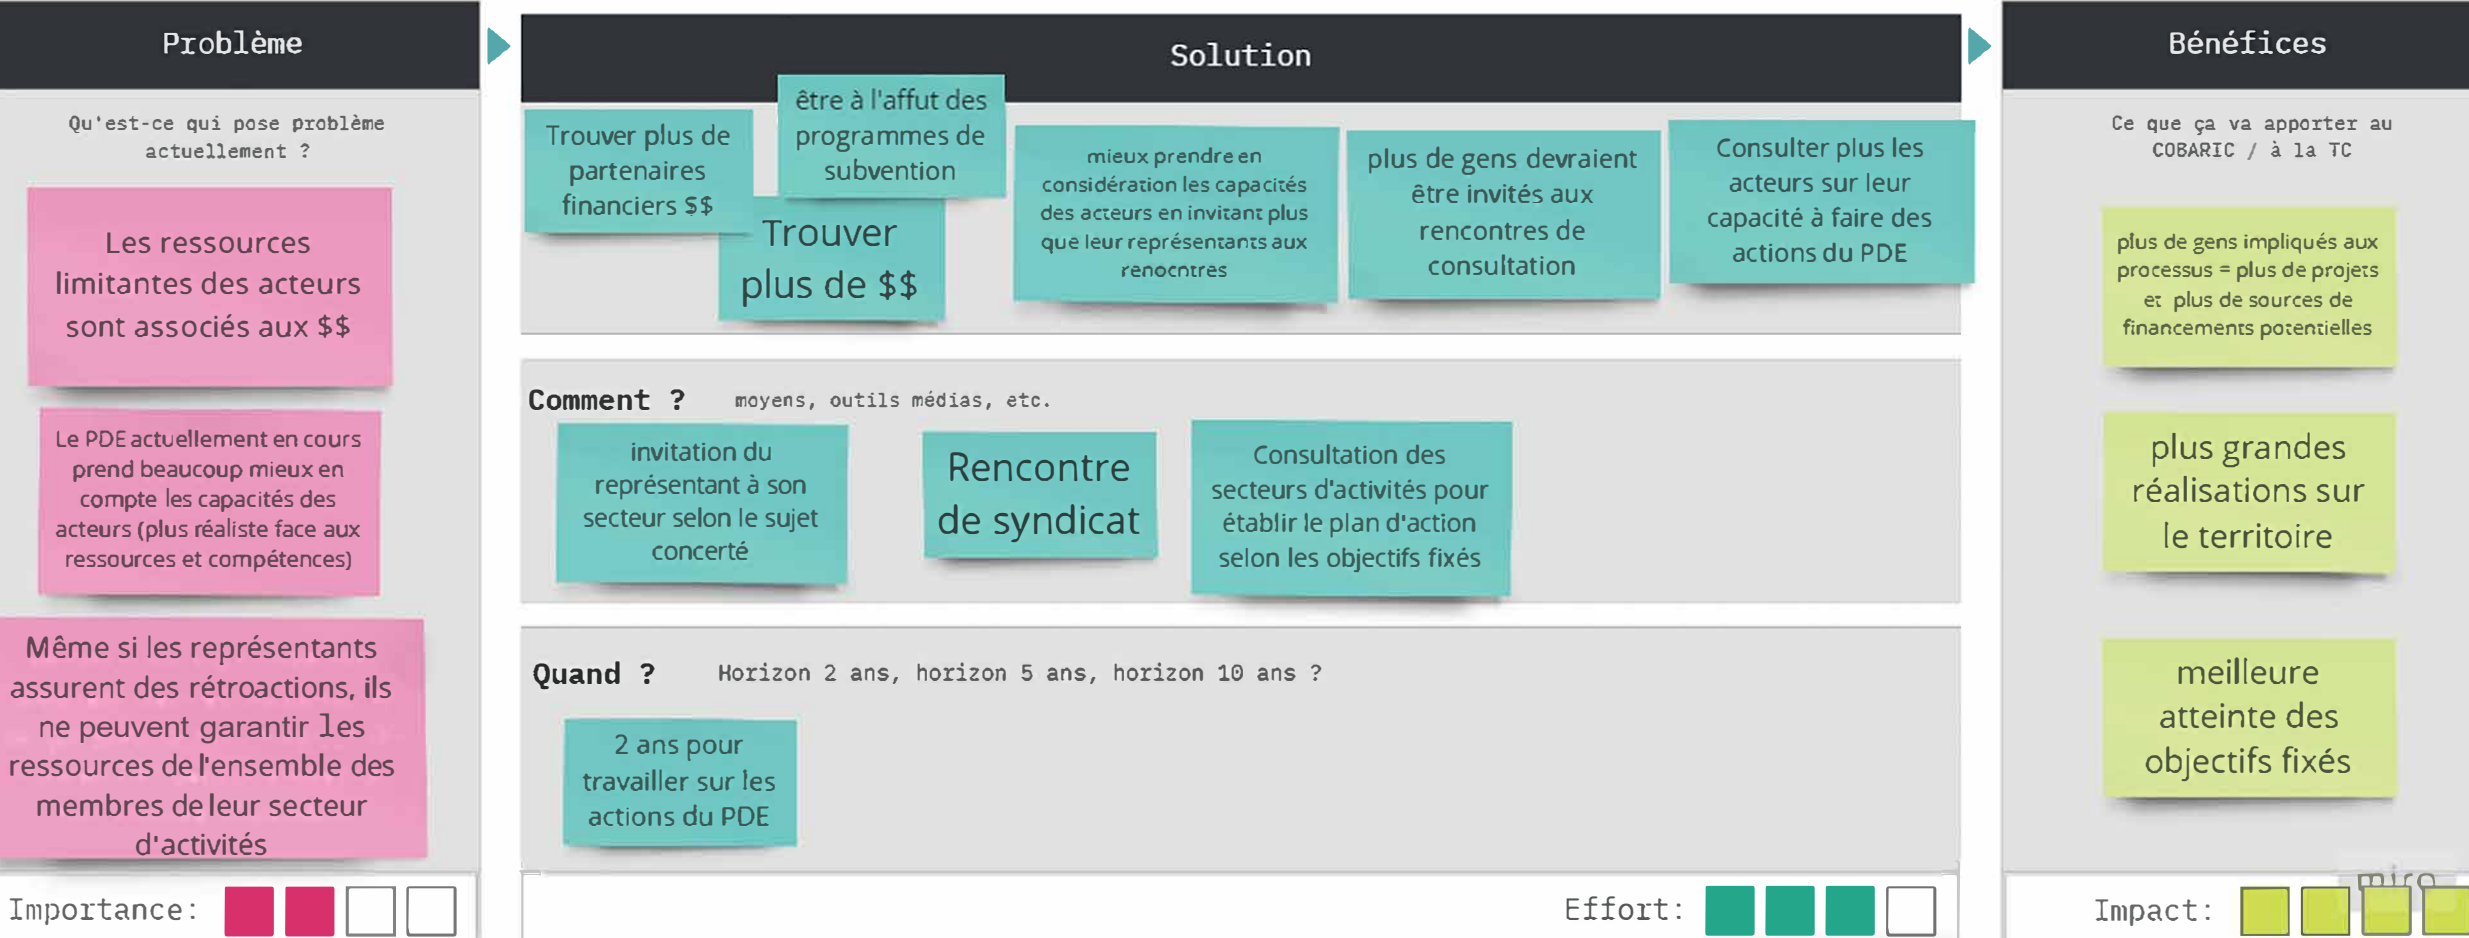 Problème
Qu'est-ce qui pose problème
actuellement ?
Les ressources
limitantes des acteurs
sont associés aux $$
Le PDE actuellement en cours
prend beaucoup mieux en
compte les capacités des
acteurs (plus réaliste face aux
ressources et compétences)
Même si les représentants
assurent des rétroactions, ils
ne peuvent garantir les
ressources de l'ensemble des
membres de leur secteur
d'activités
Importance:
Solution
Trouver plus de
partenaires
financiers $$
être à l'affut des
programmes de
subvention
Trouver
plus de $$
mieux prendre en
considération les capacités
des acteurs en invitant plus
que leur représentants aux
renocntres
plus de gens devraient
être invités aux
rencontres de
consultation
Consulter plus les
acteurs sur leur
capacité à faire des
actions du PDE
Comment ? moyens, outils médias, etc.
invitation du
représentant à son
secteur selon le sujet
concerté
Rencontre
de syndicat
Consultation des
secteurs d'activités pour
établir le plan d'action
selon les objectifs fixés
Quand ? Horizon 2 ans, horizon 5 ans, horizon 10 ans ?
2 ans pour
travailler sur les
actions du PDE
Effort:
Bénéfices
Ce que ça va apporter au
COBARIC / à la TC
plus de gens impliqués aux
processus = plus de projets
et plus de sources de
financements potentielles
plus grandes
réalisations sur
le territoire
meilleure
atteinte des
objectifs fixés
miro
Impact: